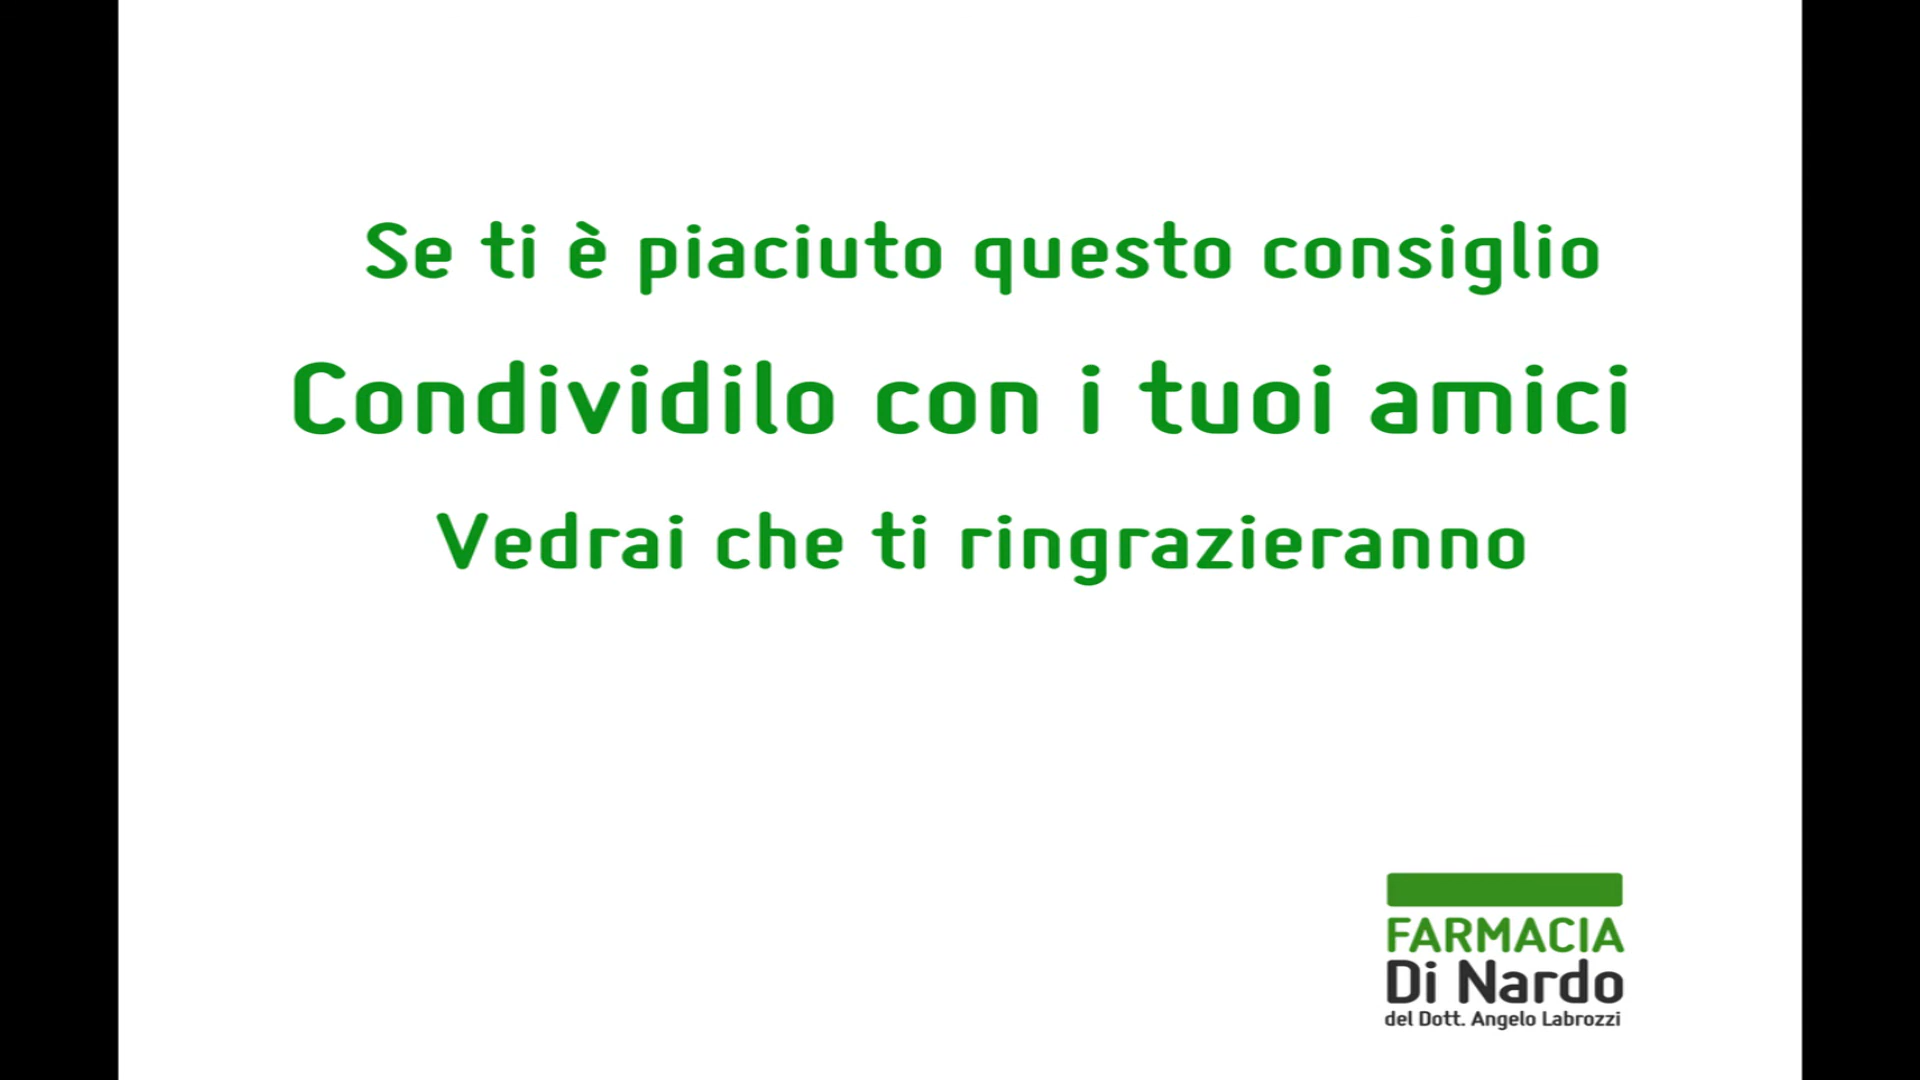 Se ti è piaciuto questo consiglio
Condividilo con i tuoi amici
Vedrai che ti ringrazieranno
FARMACIA
Di Nardo
del Dott. Angelo Labrozzi